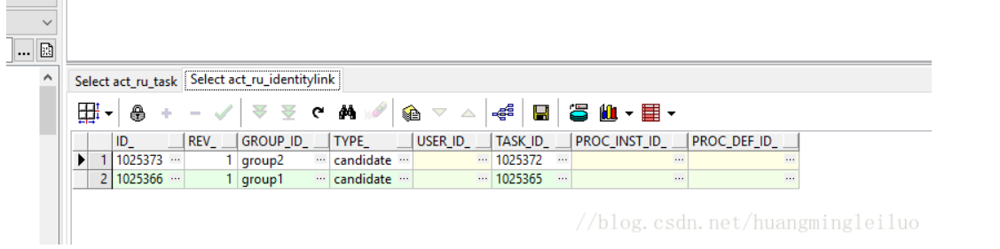 ...
Select act_ru_task Select act_ru_identitylink
ID_ REV_ GROUP_ID_ TYPE_ USER_ID_ TASK_ID_ PROC_INST_ID_ PROC_DEF_ID_
1 1025373 ... 1 group2 ... candidate ... ... 1025372 ... ... ...
2 1025366 ... 1 group1 ... candidate ... ... 1025365 ... ... ...
//blog.csdn.net/huangmingleiluo